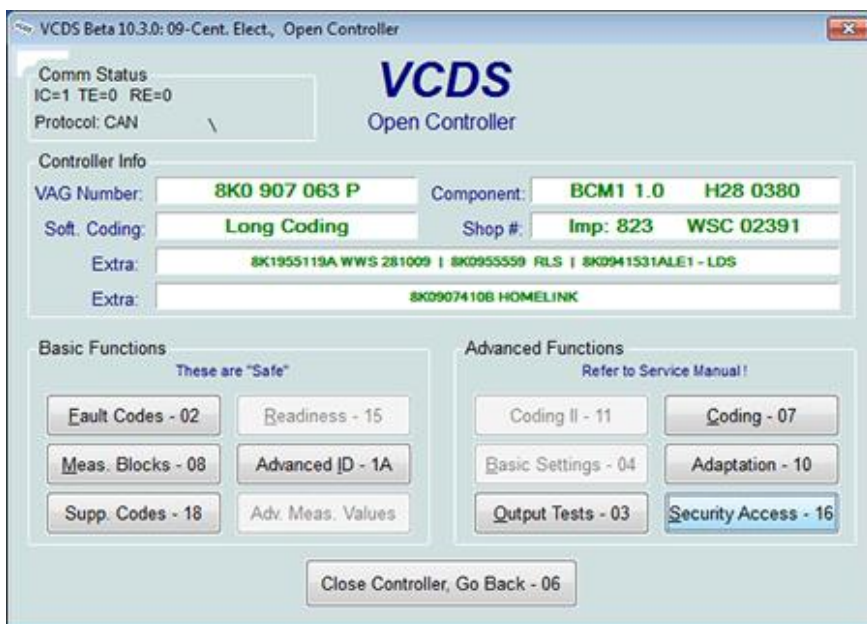 VCDS Beta 10.3.0: 09-Cent. Elect., Open Controller
Comm Status
IC=1 TE=0 RE=0
Protocol: CAN \
VCDS
Open Controller
Controller Info
VAG Number: 8K0 907 063 P Component: BCM1 1.0 H28 0380
Soft. Coding: Long Coding Shop #: Imp: 823 WSC 02391
Extra: 8K1955119A WWS 281009 | 8K0955559 RLS | 8K0941531ALE1 - LDS
Extra: 8K0907410B HOMELINK
Basic Functions
These are "Safe"
Fault Codes - 02 Readiness - 15
Meas. Blocks - 08 Advanced ID - 1A
Supp. Codes - 18 Adv. Meas. Values
Advanced Functions
Refer to Service Manual!
Coding II - 11 Coding - 07
Basic Settings - 04 Adaptation - 10
Output Tests - 03 Security Access - 16
Close Controller, Go Back - 06